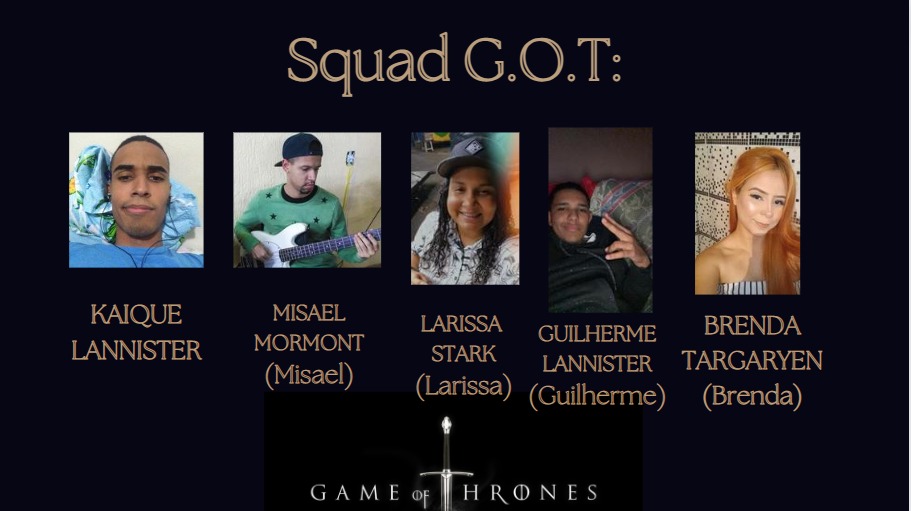 Squad G.O.T:
KAIQUE
LANNISTER
MISAEL
MORMONT
(Misael)
LARISSA
STARK
(Larissa)
GUILHERME
LANNISTER
(Guilherme)
BRENDA
TARGARYEN
(Brenda)
GAME OF THRONES